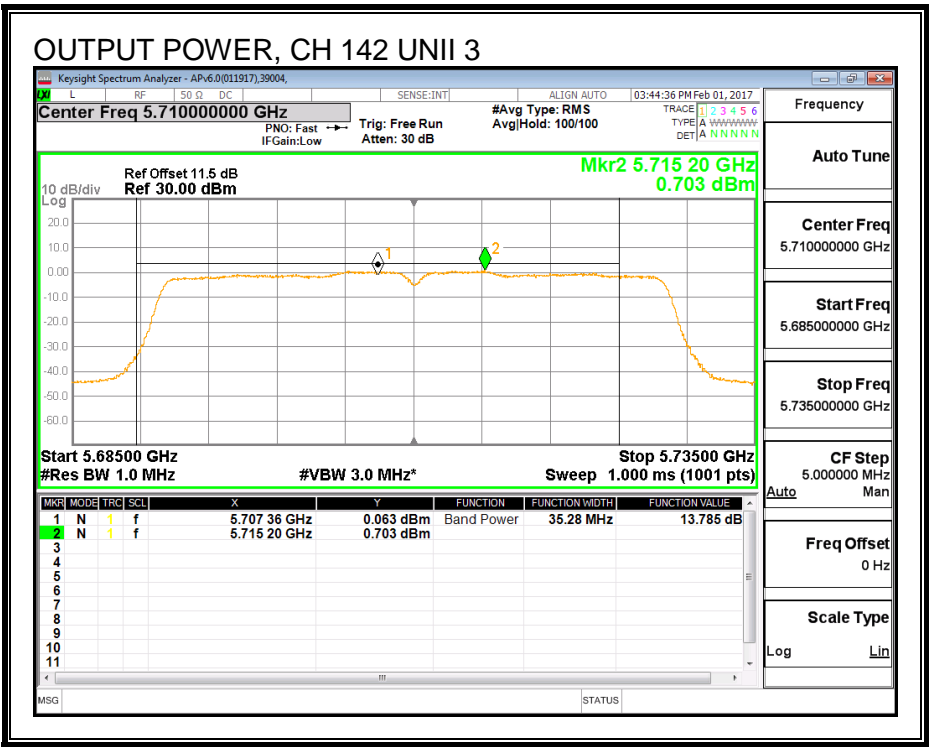 OUTPUT POWER, CH 142 UNII 3
Keysight Spectrum Analyzer - APv6.0(011917),39004,
LXI L RF 50 Ω DC SENSE:INT ALIGN AUTO 03:44:36 PM Feb 01, 2017
Center Freq 5.710000000 GHz
PNO: Fast
IFGain:Low
Trig: Free Run
Atten: 30 dB
#Avg Type: RMS
Avg|Hold: 100/100
TRACE 1 2 3 4 5 6
TYPE A WWWWW
DET A N N N N N
Mkr2 5.715 20 GHz
0.703 dBm
Ref Offset 11.5 dB
10 dB/div Ref 30.00 dBm
Log
20.0
10.0
0.00
-10.0
-20.0
-30.0
-40.0
-50.0
-60.0
1
2
Start 5.68500 GHz Stop 5.73500 GHz
#Res BW 1.0 MHz #VBW 3.0 MHz* Sweep 1.000 ms (1001 pts)
MKR MODE TRC SCL X Y FUNCTION FUNCTION WIDTH FUNCTION VALUE
1 N 1 f 5.707 36 GHz 0.063 dBm Band Power 35.28 MHz 13.785 dB
2 N 1 f 5.715 20 GHz 0.703 dBm
3
4
5
6
7
8
9
10
11
MSG STATUS
Frequency
Auto Tune
Center Freq
5.710000000 GHz
Start Freq
5.685000000 GHz
Stop Freq
5.735000000 GHz
CF Step
5.000000 MHz
Auto Man
Freq Offset
0 Hz
Scale Type
Log Lin